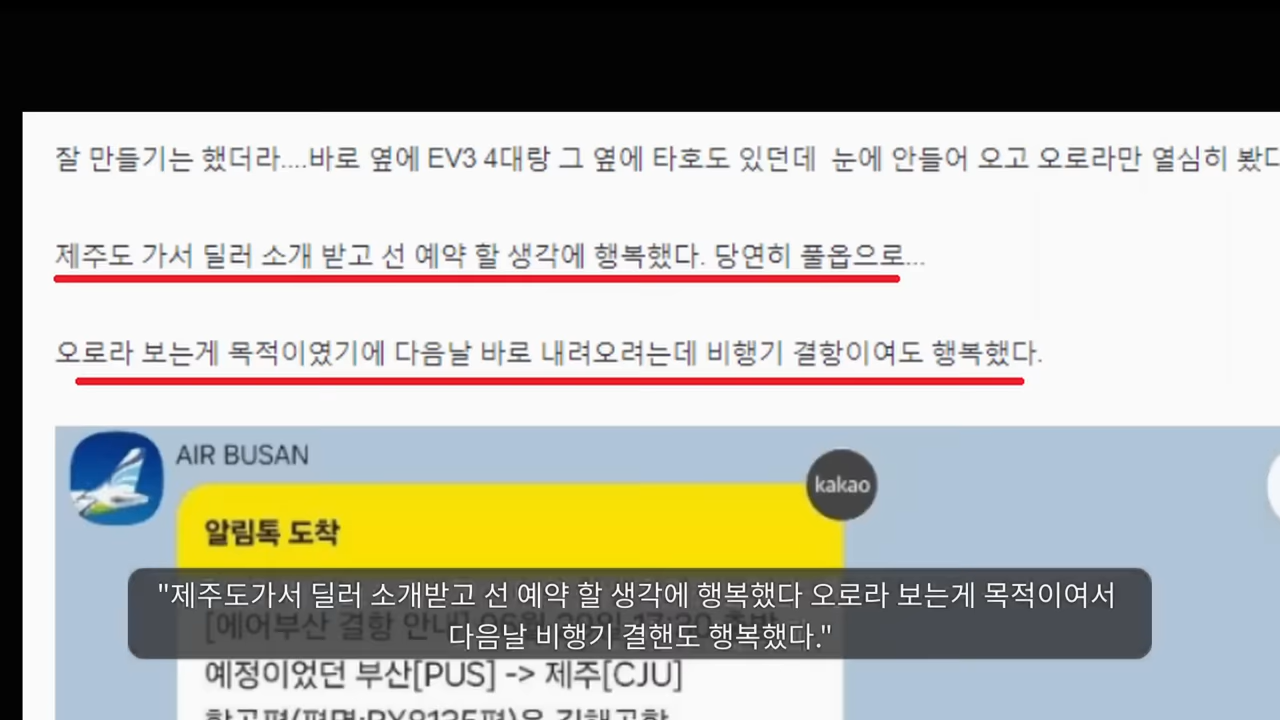 잘 만들기는 했더라....바로 옆에 EV3 4대랑 그 옆에 타호도 있던데 눈에 안들어 오고 오로라만 열심히 봤다
제주도 가서 딜러 소개 받고 선 예약 할 생각에 행복했다. 당연히 풀옵으로...
오로라 보는게 목적이였기에 다음날 바로 내려오려는데 비행기 결항이여도 행복했다.
AIR BUSAN
kakao
알림톡 도착
[에어부산 결항 안내]
"제주도가서 딜러 소개받고 선 예약 할 생각에 행복했다 오로라 보는게 목적이여서
다음날 비행기 결핸도 행복했다."
예정이었던 부산[PUS] -> 제주[CJU]